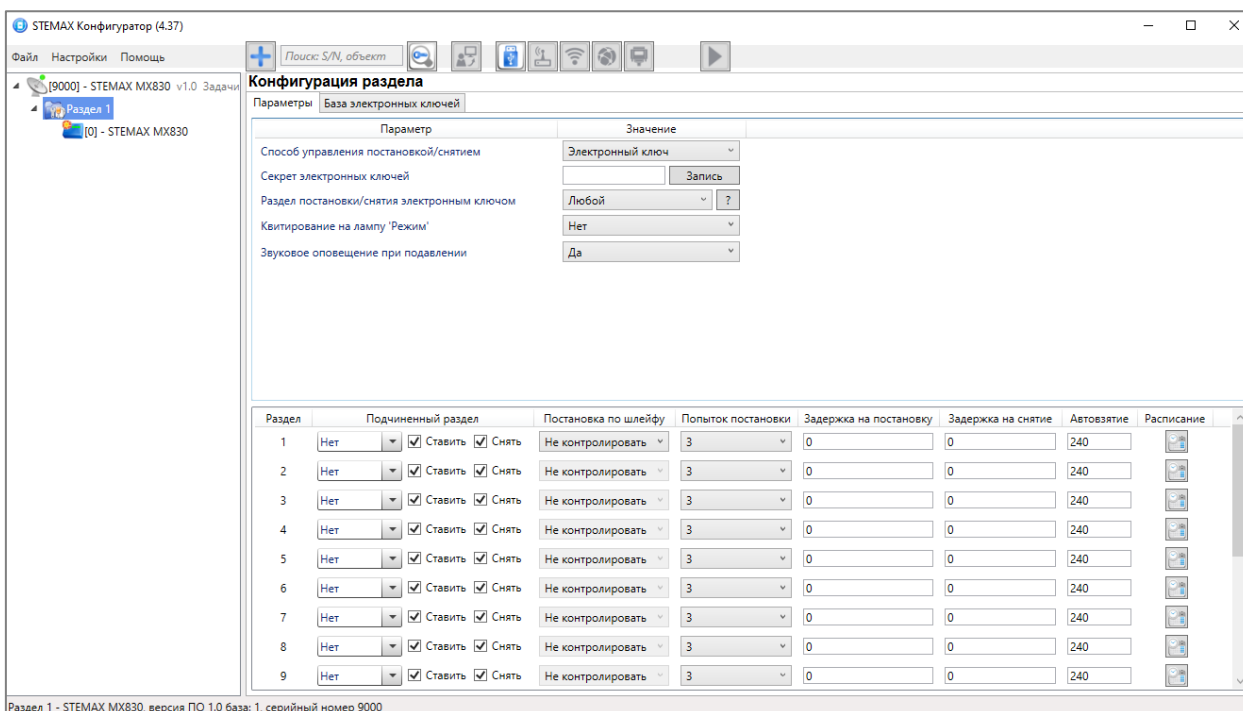 STEMAX Конфигуратор (4.37)
Файл Настройки Помощь
Поиск: S/N, объект
[9000] - STEMAX MX830 v1.0 Задачи
Раздел 1
[0] - STEMAX MX830
Конфигурация раздела
Параметры База электронных ключей
Параметр Значение
Способ управления постановкой/снятием Электронный ключ
Секрет электронных ключей Запись
Раздел постановки/снятия электронным ключом Любой ?
Квитирование на лампу 'Режим' Нет
Звуковое оповещение при подавлении Да
Раздел Подчиненный раздел Постановка по шлейфу Попыток постановки Задержка на постановку Задержка на снятие Автовзятие Расписание
1 Нет Ставить Снять Не контролировать 3 0 0 240
2 Нет Ставить Снять Не контролировать 3 0 0 240
3 Нет Ставить Снять Не контролировать 3 0 0 240
4 Нет Ставить Снять Не контролировать 3 0 0 240
5 Нет Ставить Снять Не контролировать 3 0 0 240
6 Нет Ставить Снять Не контролировать 3 0 0 240
7 Нет Ставить Снять Не контролировать 3 0 0 240
8 Нет Ставить Снять Не контролировать 3 0 0 240
9 Нет Ставить Снять Не контролировать 3 0 0 240
Раздел 1 - STEMAX MX830, версия ПО 1.0 база: 1, серийный номер 9000